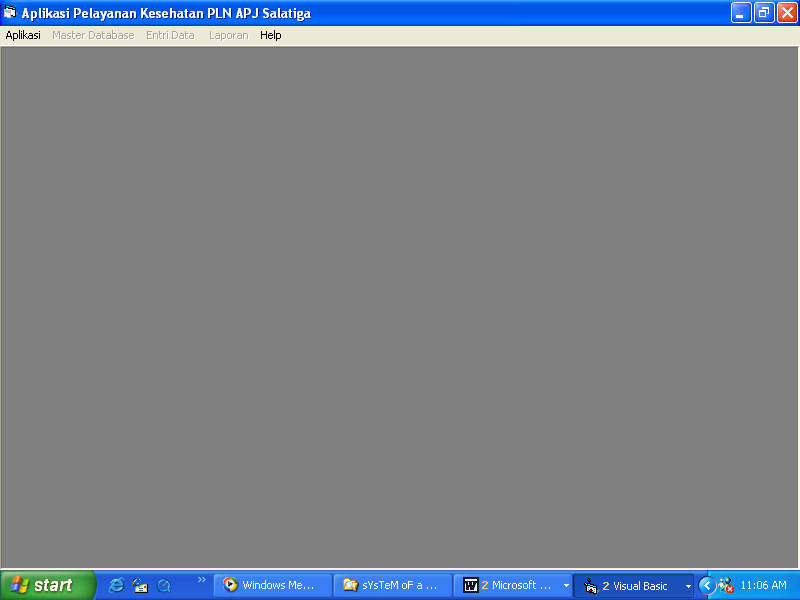 Aplikasi Pelayanan Kesehatan PLN APJ Salatiga
Aplikasi Master Database Entri Data Laporan Help
start Windows Me... sYsTeM oF a ... 2 Microsoft ... 2 Visual Basic 11:06 AM